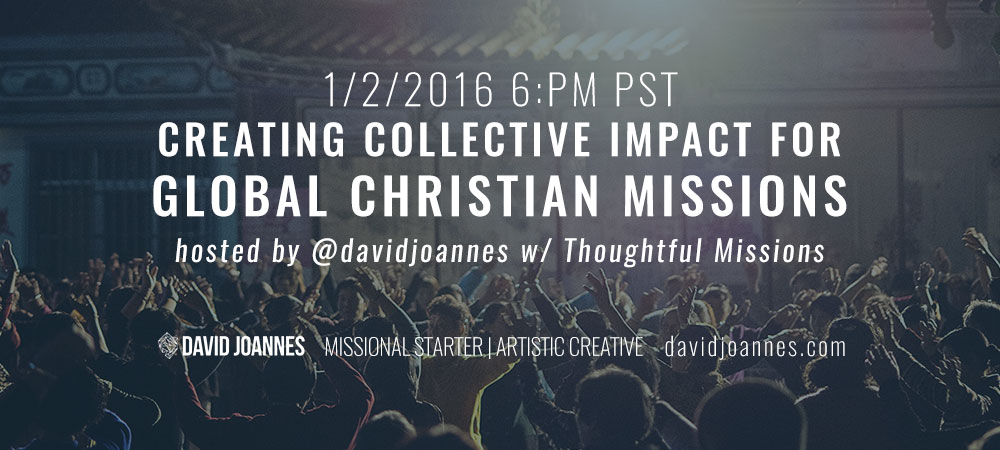 1/2/2016 6:PM PST
CREATING COLLECTIVE IMPACT FOR
GLOBAL CHRISTIAN MISSIONS
hosted by @davidjoannes w/ Thoughtful Missions
DAVID JOANNES MISSIONAL STARTER | ARTISTIC CREATIVE davidjoannes.com